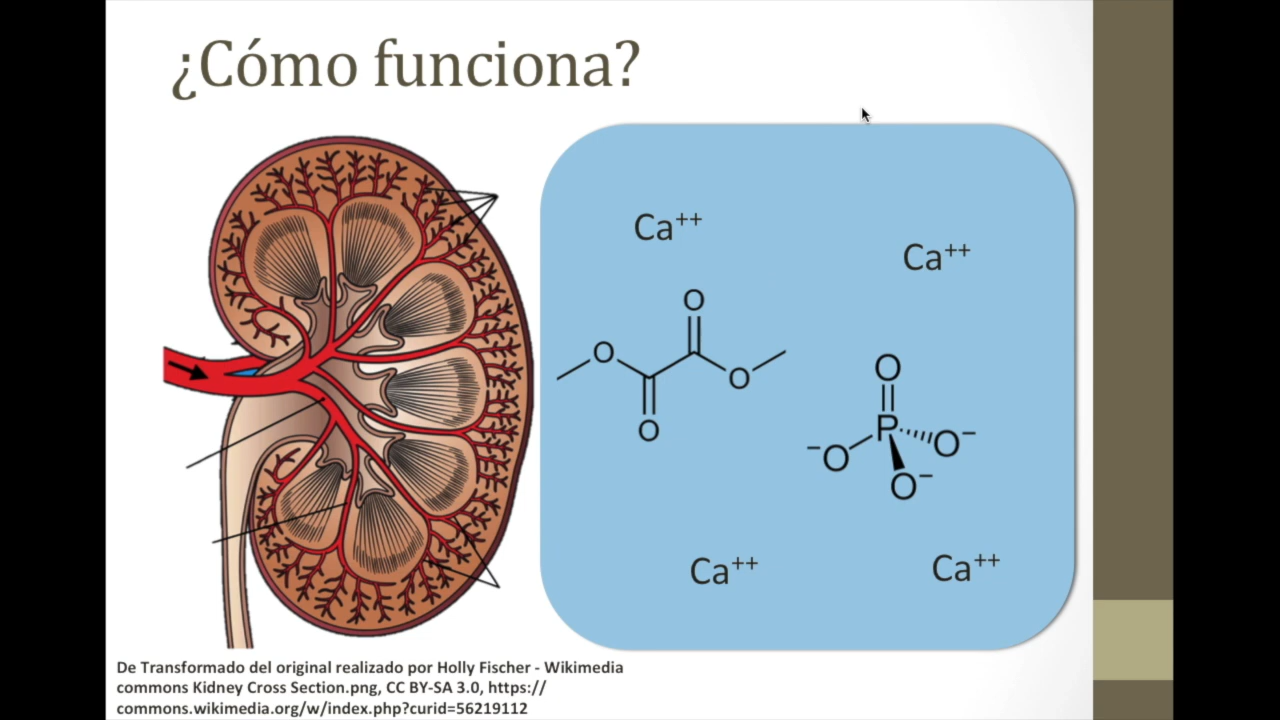 ¿Cómo funciona?
Ca⁺⁺
Ca⁺⁺
O
O
O
O
O
P
⁻O
O⁻
O⁻
Ca⁺⁺
Ca⁺⁺
De Transformado del original realizado por Holly Fischer - Wikimedia
commons Kidney Cross Section.png, CC BY-SA 3.0, https://
commons.wikimedia.org/w/index.php?curid=56219112